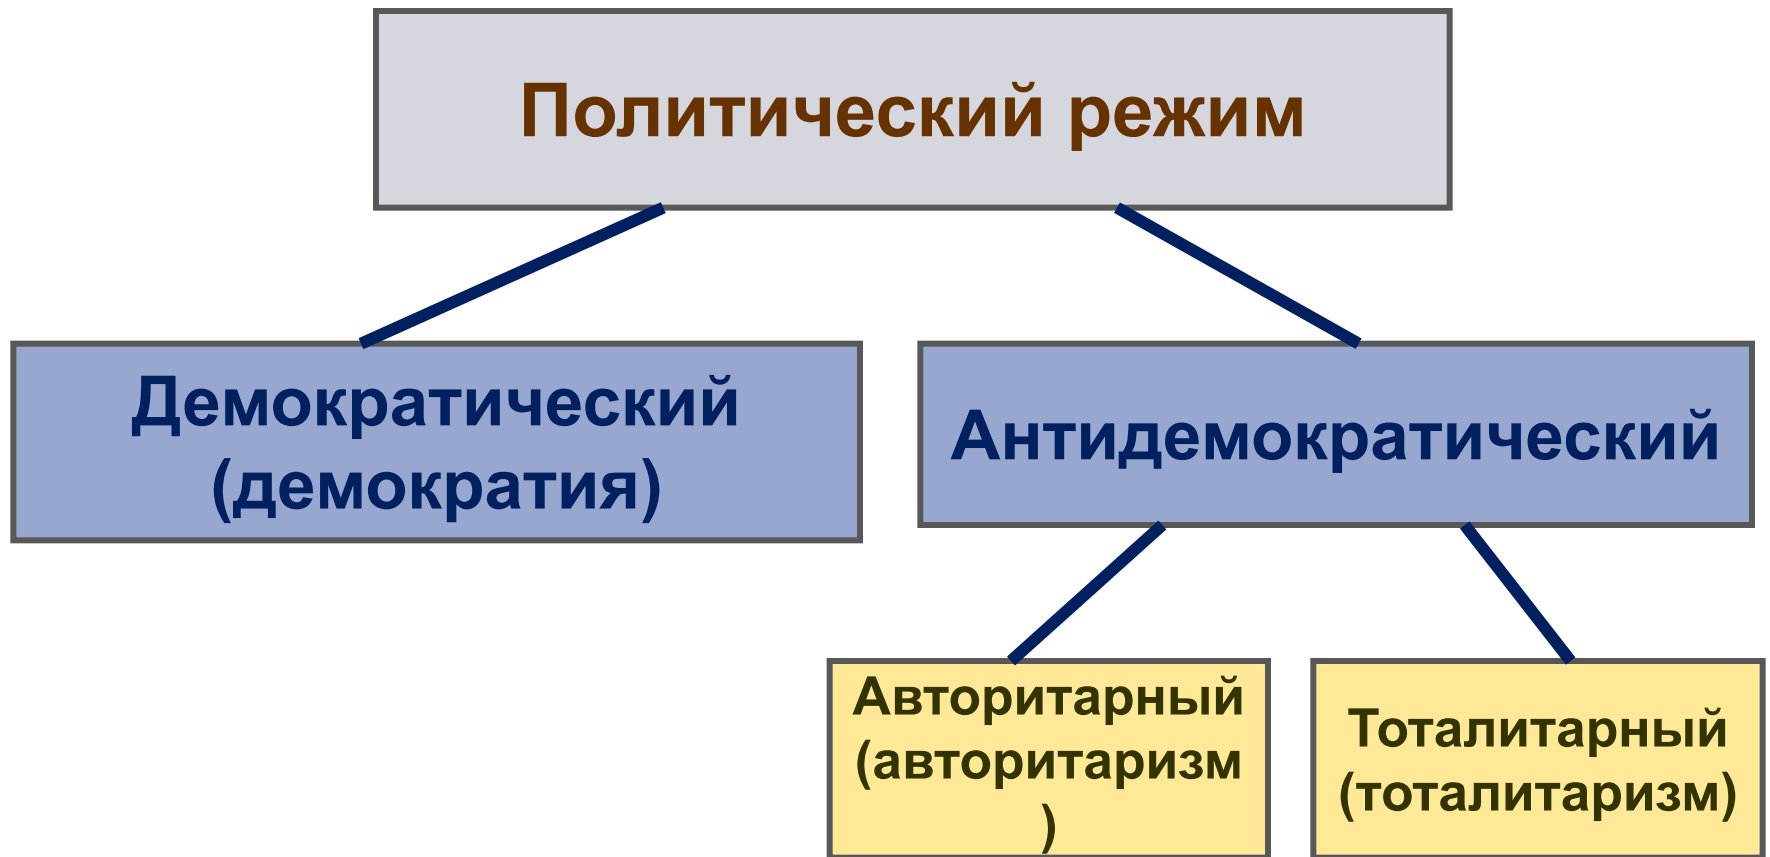 Политический режим
Демократический
(демократия)
Антидемократический
Авторитарный
(авторитаризм
)
Тоталитарный
(тоталитаризм)